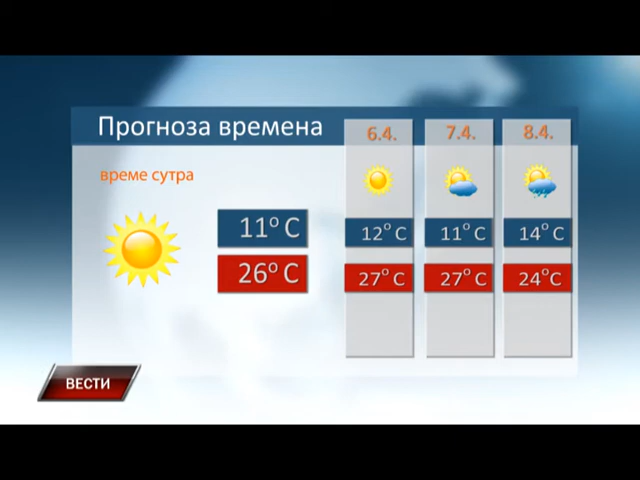 Прогноза времена
време сутра
11° C
26° C
6.4.
12° C
27° C
7.4.
11° C
27° C
8.4.
14° C
24°C
ВЕСТИ